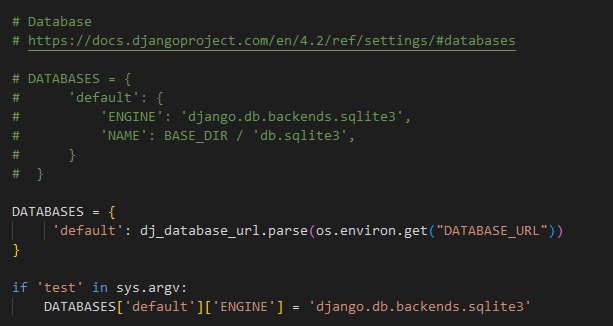 # Database
# https://docs.djangoproject.com/en/4.2/ref/settings/#databases
# DATABASES = {
#      'default': {
#          'ENGINE': 'django.db.backends.sqlite3',
#          'NAME': BASE_DIR / 'db.sqlite3',
#      }
#  }
DATABASES = {
     'default': dj_database_url.parse(os.environ.get("DATABASE_URL"))
}
if 'test' in sys.argv:
    DATABASES['default']['ENGINE'] = 'django.db.backends.sqlite3'